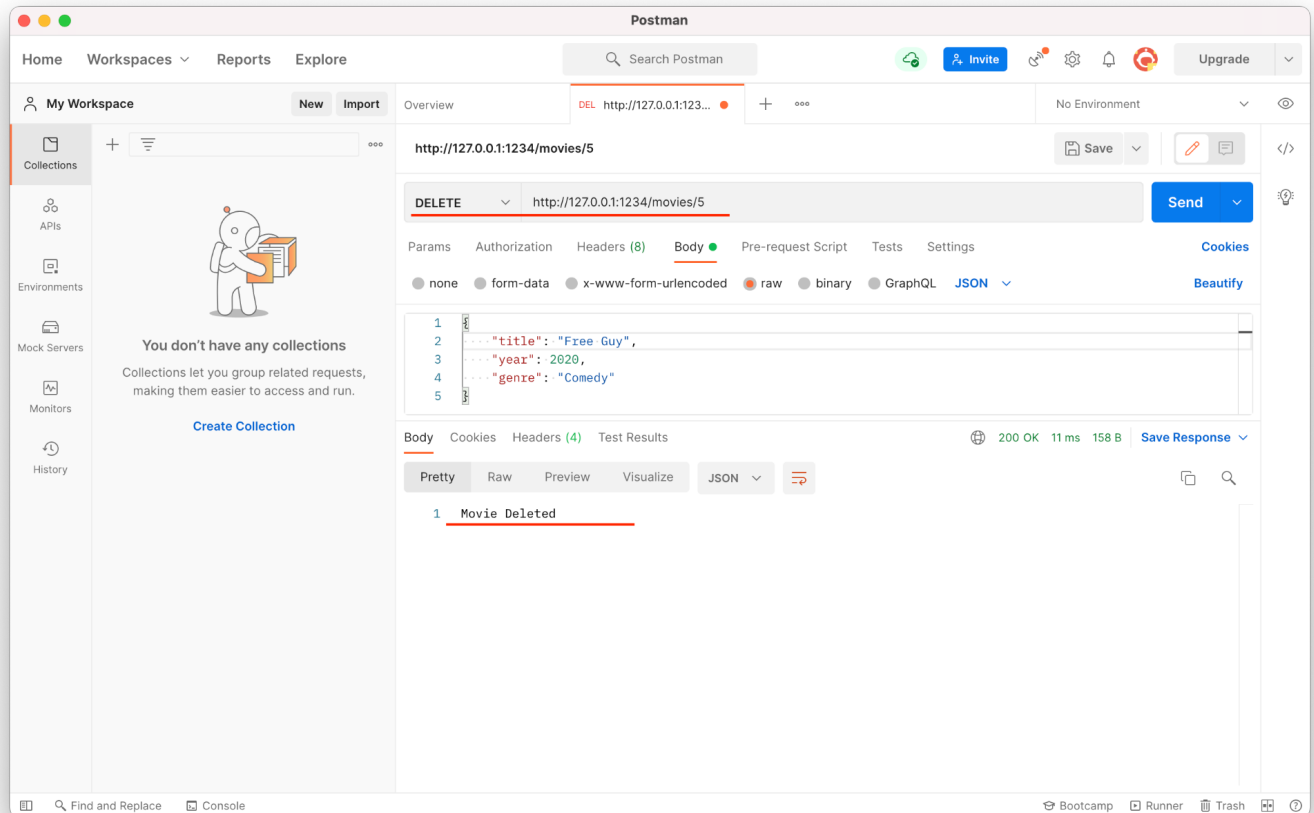 Postman
Home Workspaces Reports Explore Search Postman Invite Upgrade
My Workspace New Import Overview DEL http://127.0.0.1:123... No Environment
Collections
APIs
Environments
Mock Servers
Monitors
History
You don't have any collections
Collections let you group related requests,
making them easier to access and run.
Create Collection
http://127.0.0.1:1234/movies/5 Save
DELETE http://127.0.0.1:1234/movies/5 Send
Params Authorization Headers (8) Body Pre-request Script Tests Settings Cookies
none form-data x-www-form-urlencoded raw binary GraphQL JSON Beautify
1 {
2 "title": "Free Guy",
3 "year": 2020,
4 "genre": "Comedy"
5 }
Body Cookies Headers (4) Test Results 200 OK 11 ms 158 B Save Response
Pretty Raw Preview Visualize JSON
1 Movie Deleted
Find and Replace Console Bootcamp Runner Trash